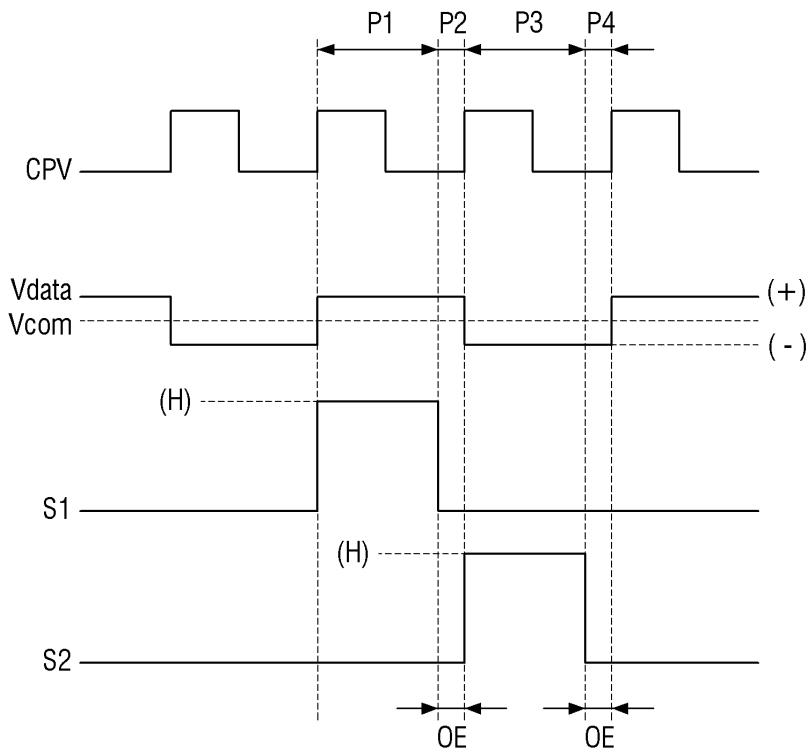 P1 P2 P3 P4
CPV
Vdata (+)
Vcom
(-)
(H)
S1
(H)
S2
OE OE